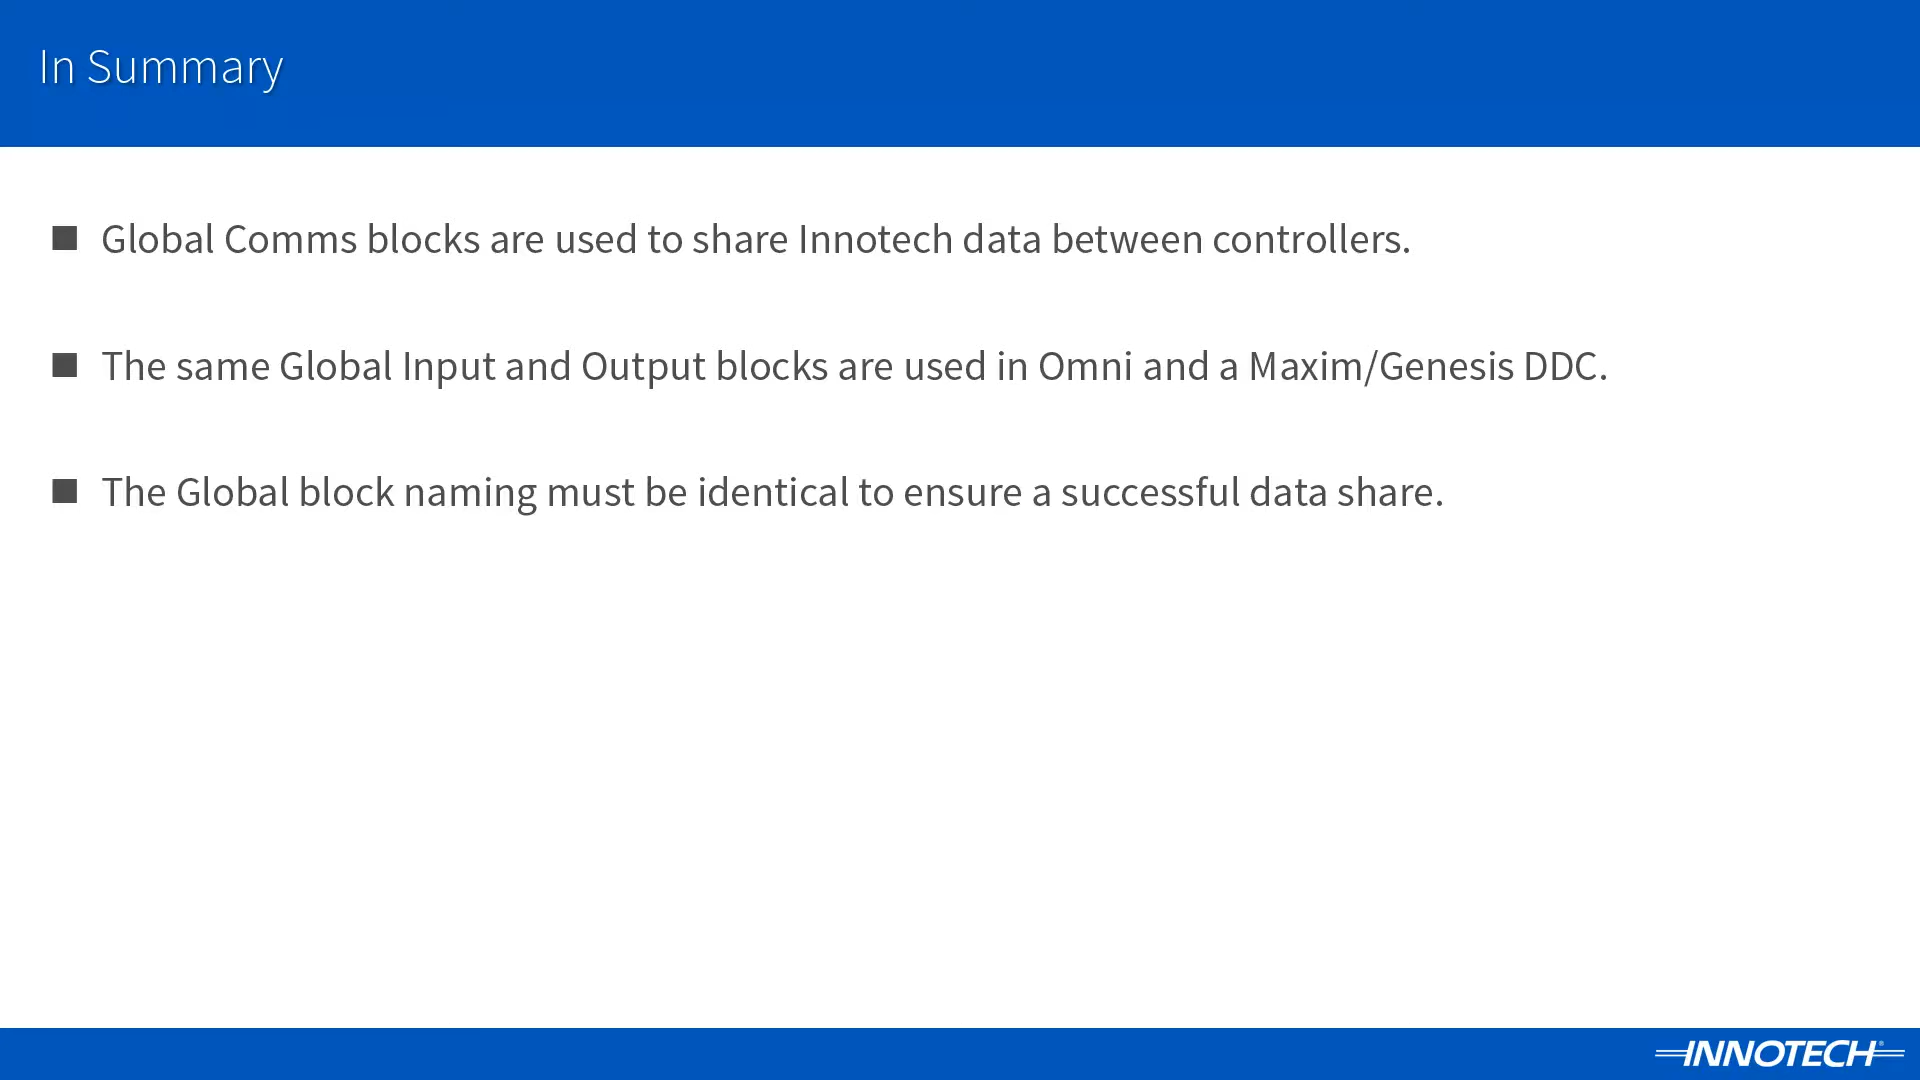 In Summary
■ Global Comms blocks are used to share Innotech data between controllers.
■ The same Global Input and Output blocks are used in Omni and a Maxim/Genesis DDC.
■ The Global block naming must be identical to ensure a successful data share.
INNOTECH®